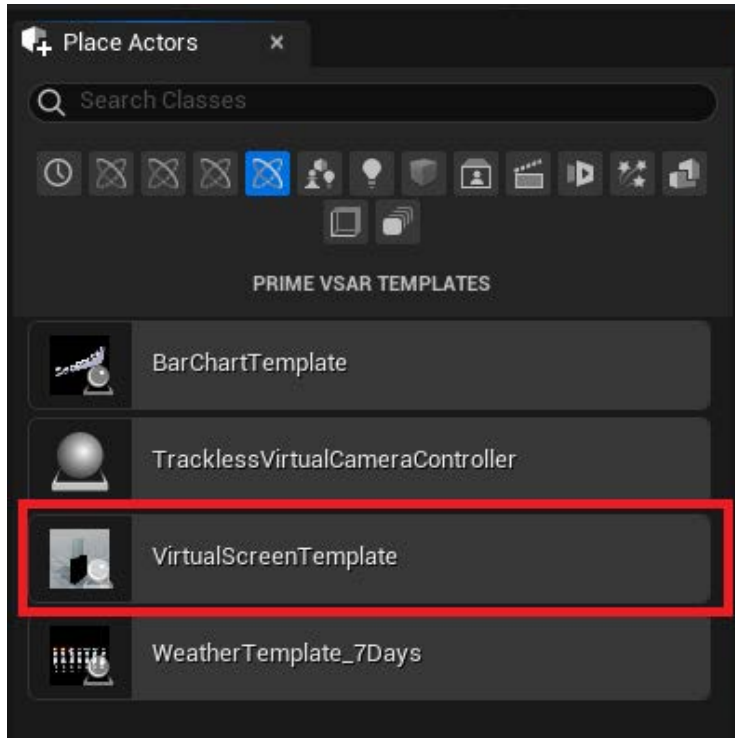 Place Actors
Search Classes
PRIME VSAR TEMPLATES
BarChartTemplate
TracklessVirtualCameraController
VirtualScreenTemplate
WeatherTemplate_7Days